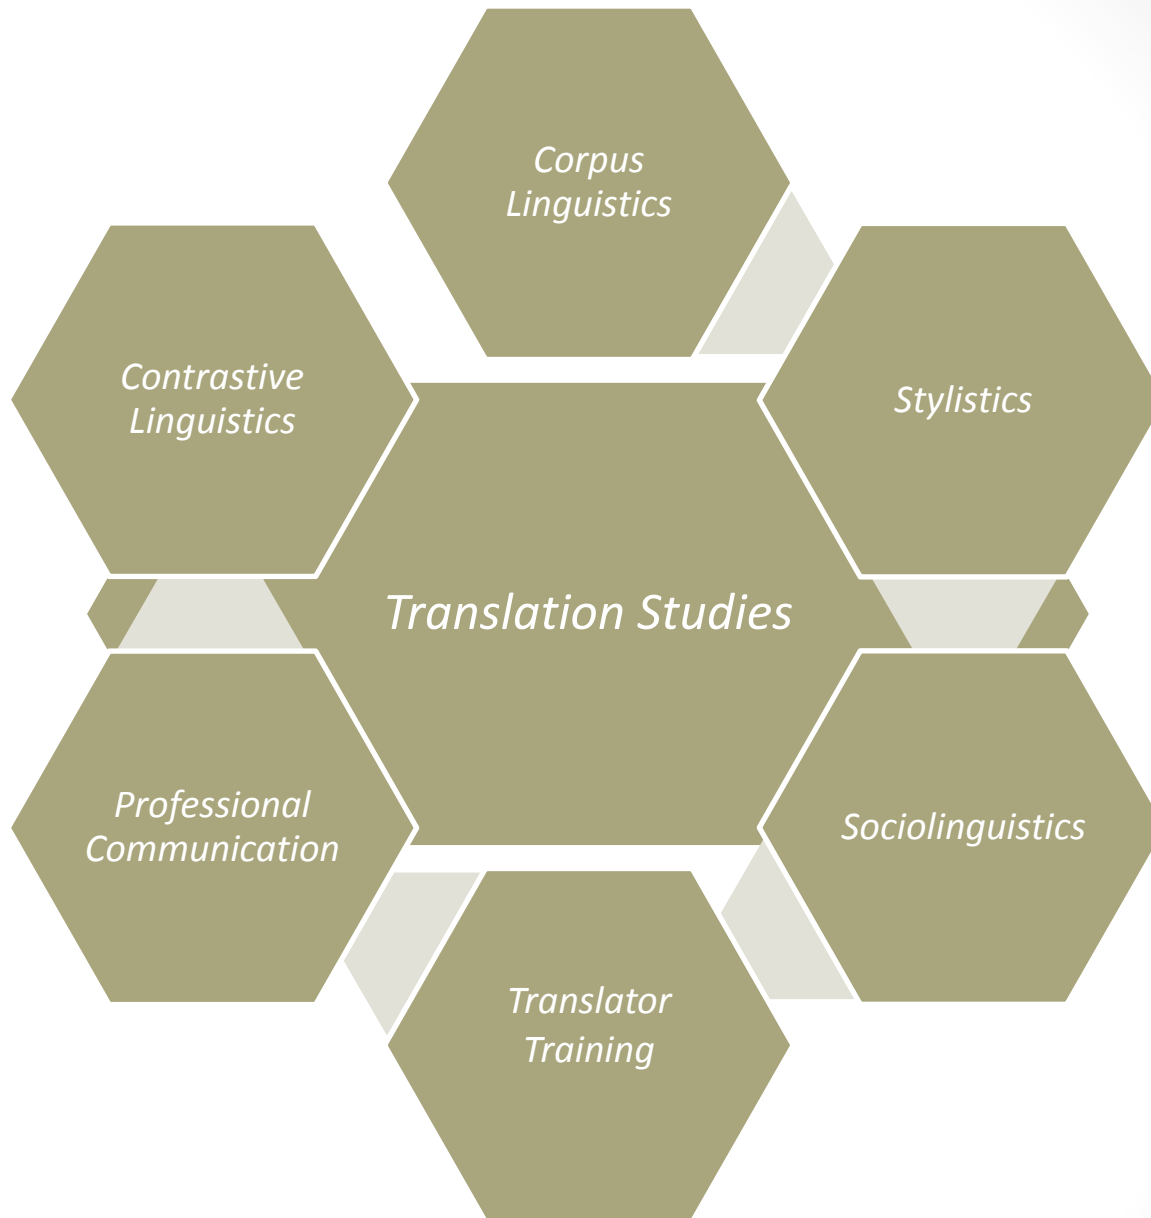 Corpus
Linguistics
Contrastive
Linguistics
Stylistics
Translation Studies
Professional
Communication
Sociolinguistics
Translator
Training